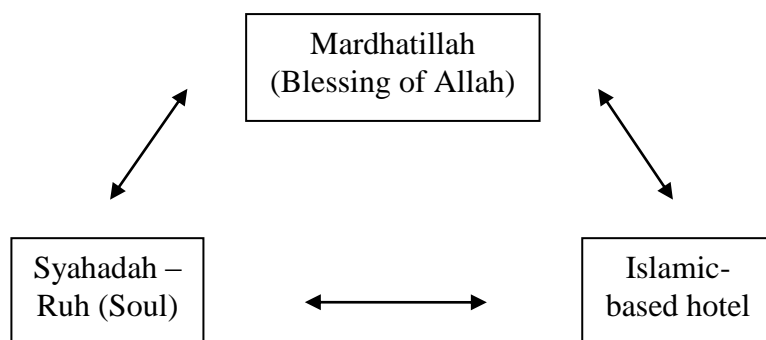 Mardhatillah
(Blessing of Allah)
Syahadah –
Ruh (Soul)
Islamic-
based hotel